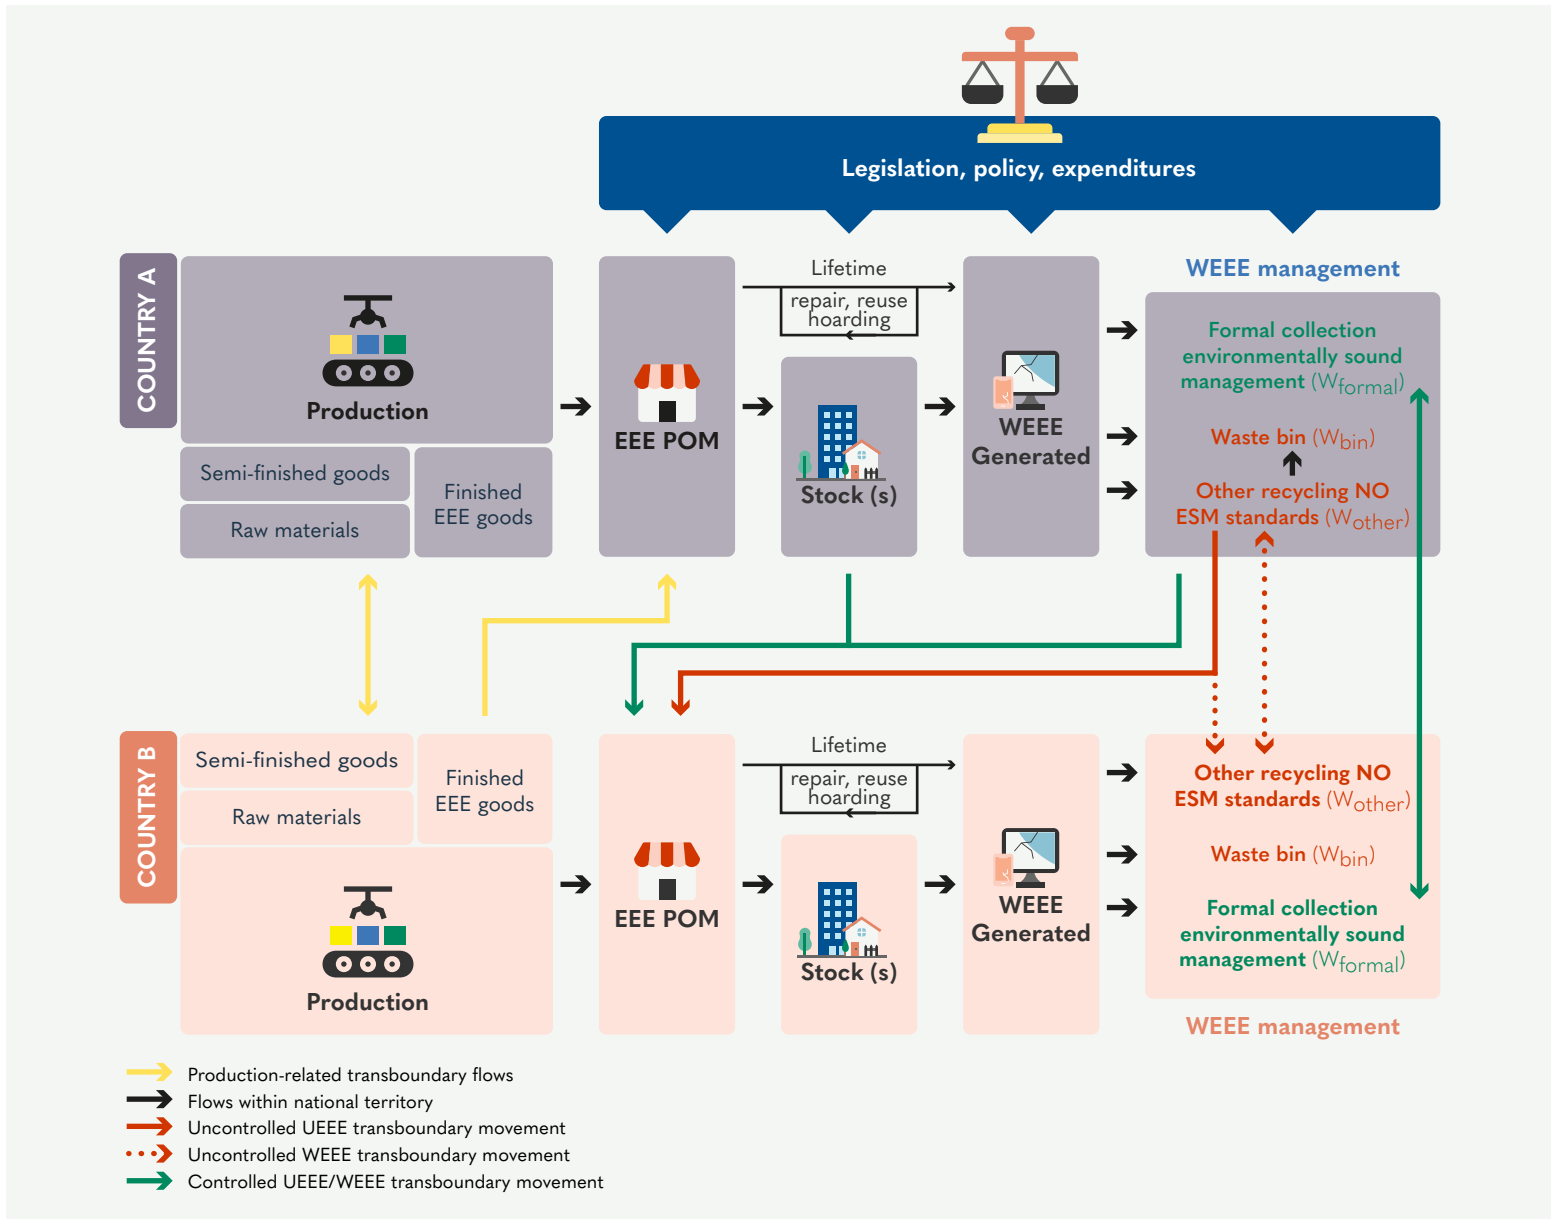 Legislation, policy, expenditures
COUNTRY A
Production
Semi-finished goods
Raw materials
Finished
EEE goods
EEE POM
Lifetime
repair, reuse
hoarding
Stock (s)
WEEE
Generated
WEEE management
Formal collection
environmentally sound
management (Wformal)
Waste bin (Wbin)
Other recycling NO
ESM standards (Wother)
COUNTRY B
Semi-finished goods
Raw materials
Finished
EEE goods
Production
EEE POM
Lifetime
repair, reuse
hoarding
Stock (s)
WEEE
Generated
Other recycling NO
ESM standards (Wother)
Waste bin (Wbin)
Formal collection
environmentally sound
management (Wformal)
WEEE management
Production-related transboundary flows
Flows within national territory
Uncontrolled UEEE transboundary movement
Uncontrolled WEEE transboundary movement
Controlled UEEE/WEEE transboundary movement